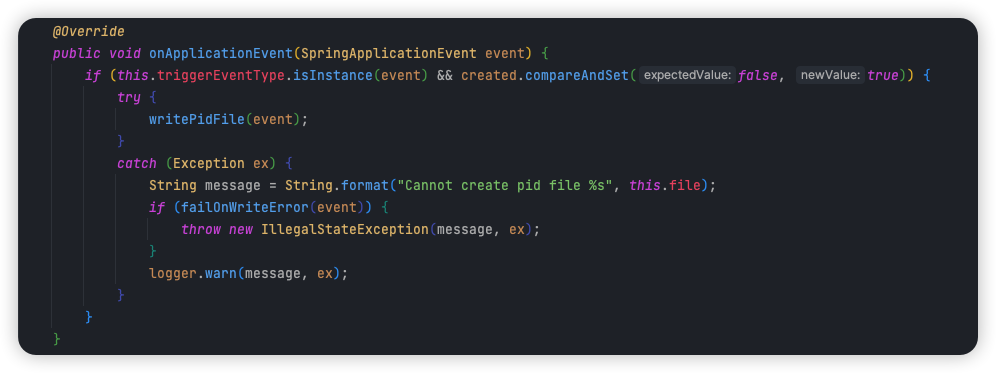 @Override
public void onApplicationEvent(SpringApplicationEvent event) {
if (this.triggerEventType.isInstance(event) && created.compareAndSet( expectedValue: false, newValue: true)) {
try {
writePidFile(event);
}
catch (Exception ex) {
String message = String.format("Cannot create pid file %s", this.file);
if (failOnWriteError(event)) {
throw new IllegalStateException(message, ex);
}
logger.warn(message, ex);
}
}
}